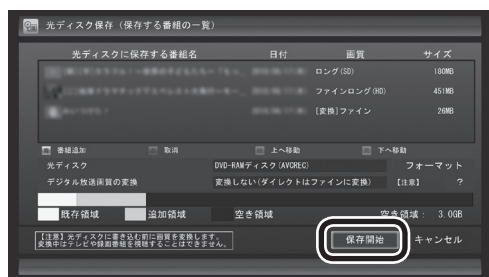 光ディスク保存（保存する番組の一覧）
光ディスクに保存する番組名 日付 画質 サイズ
ロング(SD) 180MB
ファインロング(HD) 451MB
[変換]ファイン 26MB
番組追加 取消 上へ移動 下へ移動
光ディスク DVD-RAMディスク(AVCREC) フォーマット
デジタル放送画質の変換 変換しない(ダイレクトはファインに変換) 【注意】 ?
既存領域 追加領域 空き領域 空き領域： 3.0GB
【注意】光ディスクに書き込む前に画質を変換します。
変換中はテレビや録画番組を視聴することはできません。
保存開始 キャンセル